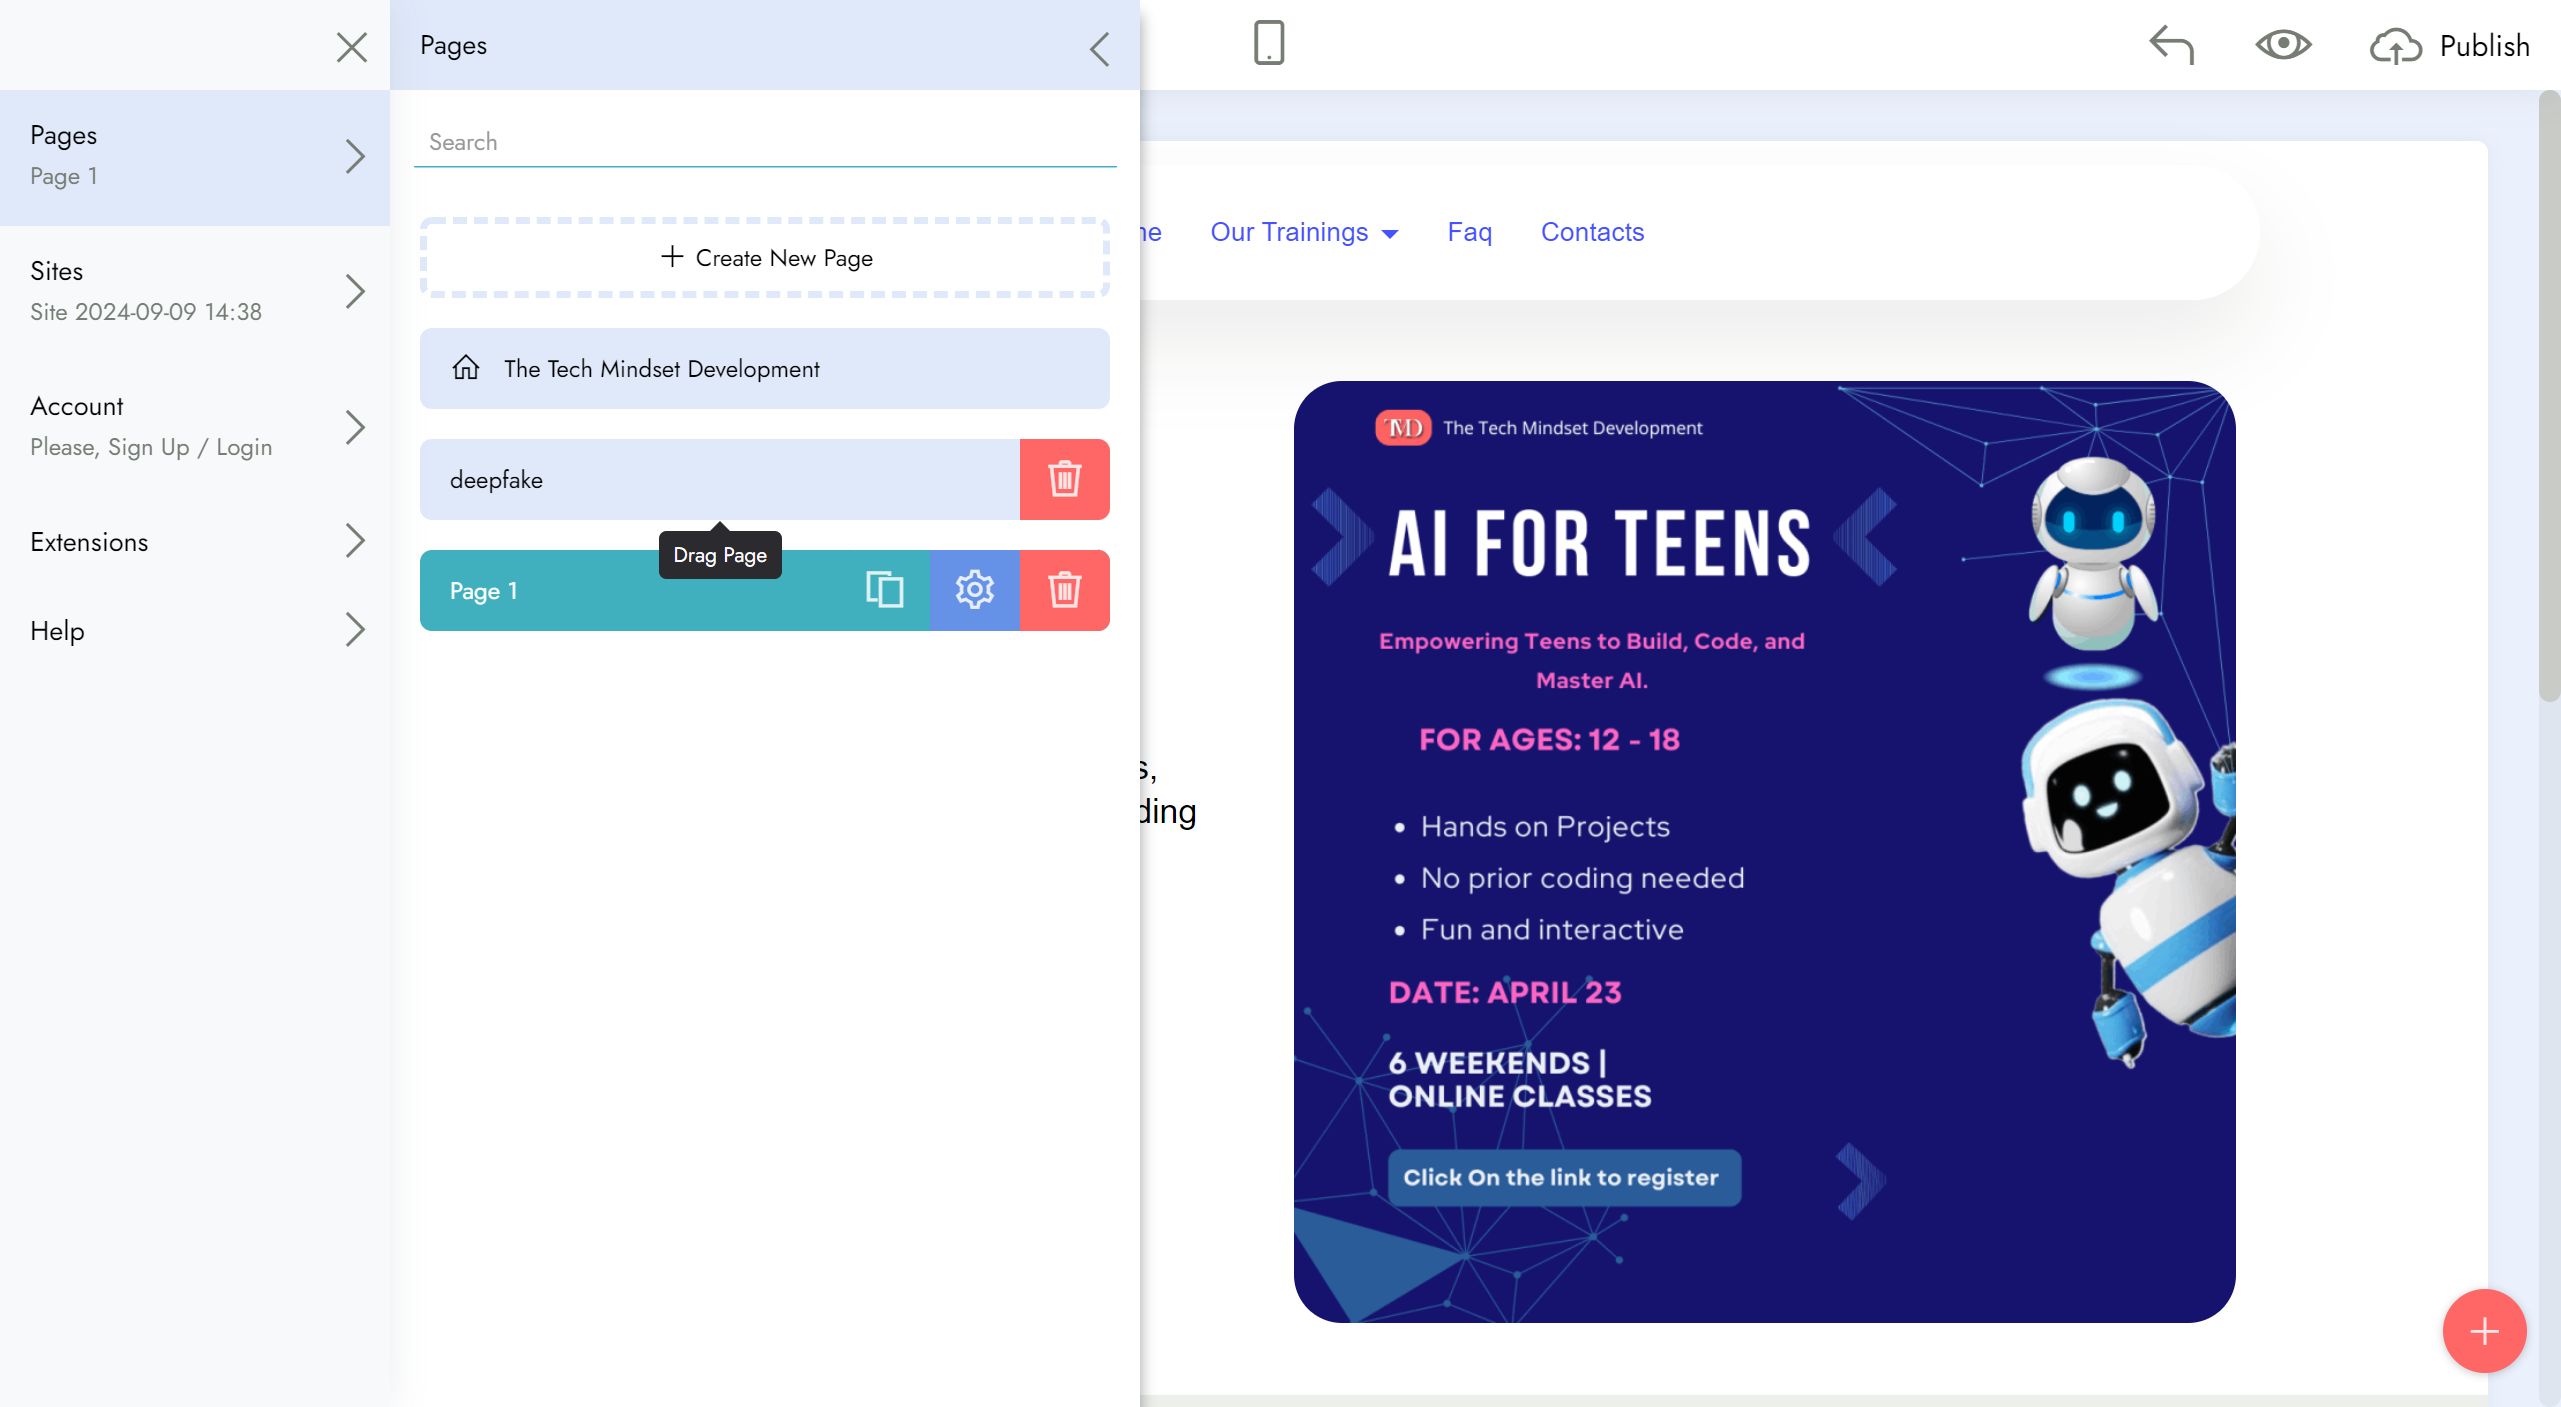 Pages
Page 1
Sites
Site 2024-09-09 14:38
Account
Please, Sign Up / Login
Extensions
Help
Pages
Search
Create New Page
The Tech Mindset Development
deepfake
Drag Page
Page 1
Publish
ne
Our Trainings
Faq
Contacts
s,
ding
TMD
The Tech Mindset Development
AI FOR TEENS
Empowering Teens to Build, Code, and
Master AI.
FOR AGES: 12 - 18
• Hands on Projects
• No prior coding needed
• Fun and interactive
DATE: APRIL 23
6 WEEKENDS |
ONLINE CLASSES
Click On the link to register